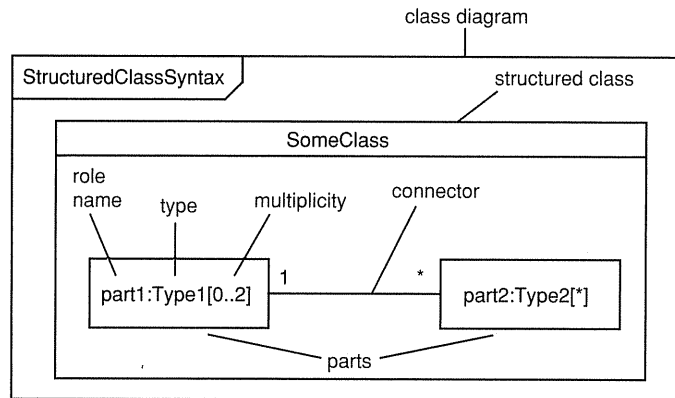 class diagram
StructuredClassSyntax
structured class
SomeClass
role
name
type
multiplicity
connector
part1:Type1[0..2]
1
*
part2:Type2[*]
parts